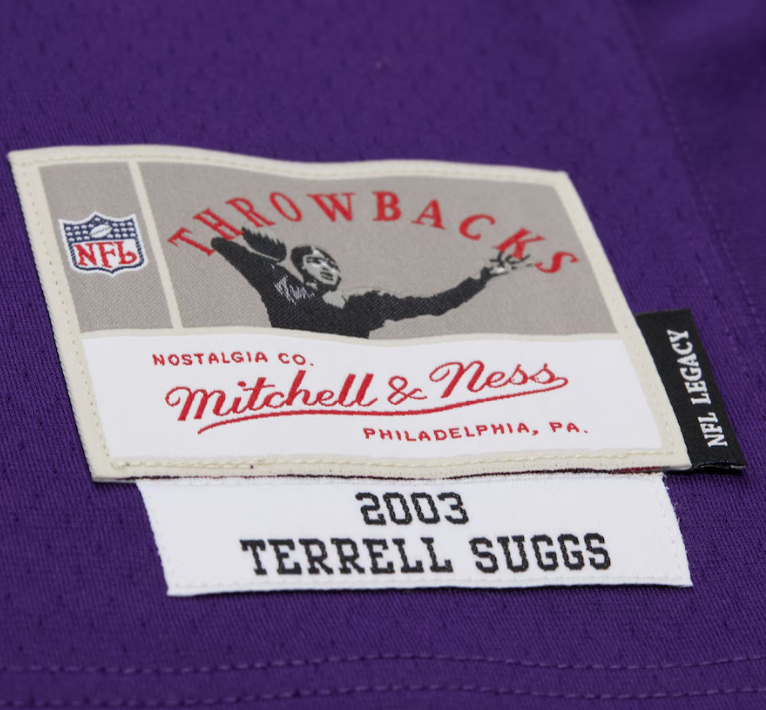 THROWBACKS
NFL
NOSTALGIA CO.
Mitchell & Ness
PHILADELPHIA, PA.
NFL LEGACY
2003
TERRELL SUGGS